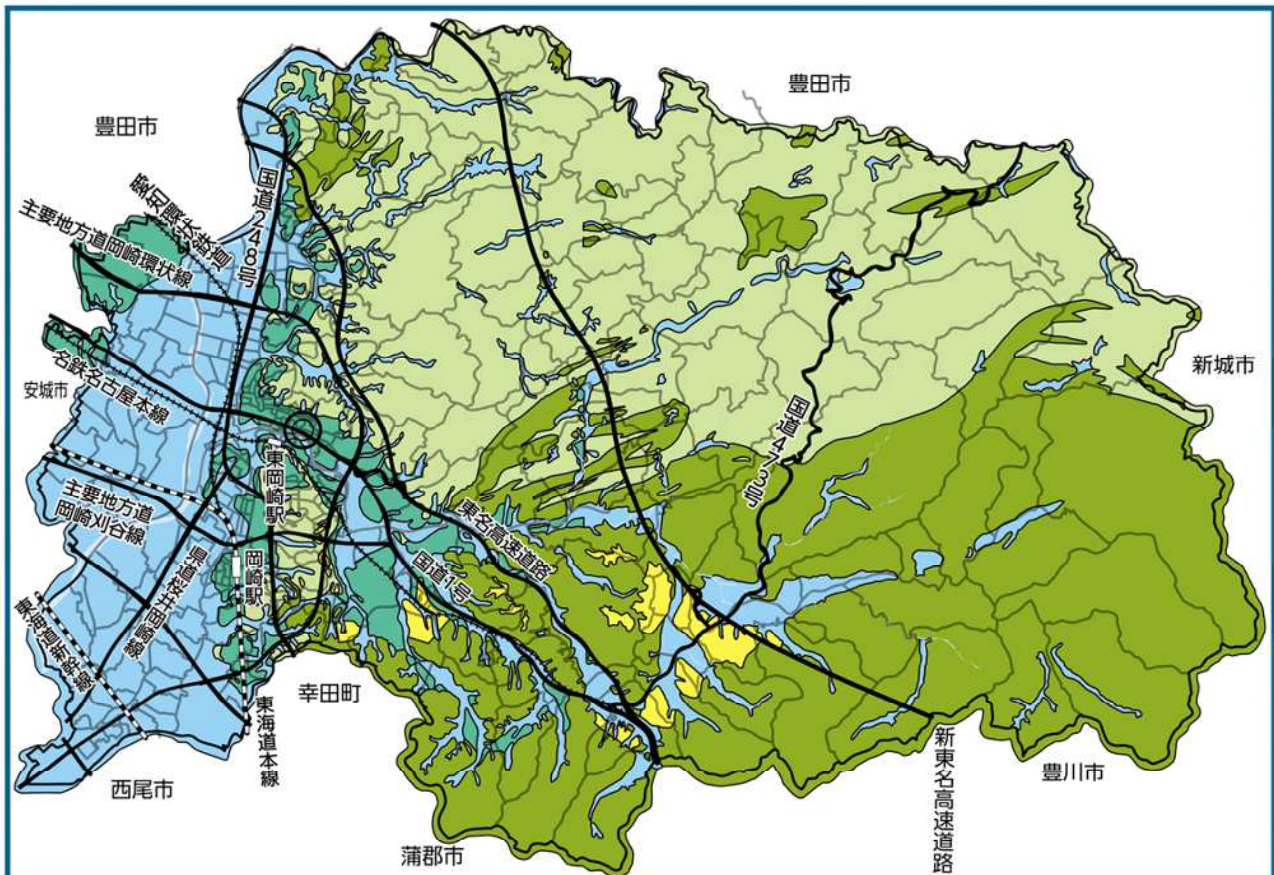 豊田市
豊田市
愛知環状鉄道
国道248号
主要地方道岡崎環状線
新城市
安城市
名鉄名古屋本線
国道473号
東岡崎駅
主要地方道
岡崎刈谷線
東名高速道路
国道1号
県道桜井岡崎線
岡崎駅
東海道新幹線
幸田町
東海道本線
西尾市
新東名高速道路
豊川市
蒲郡市